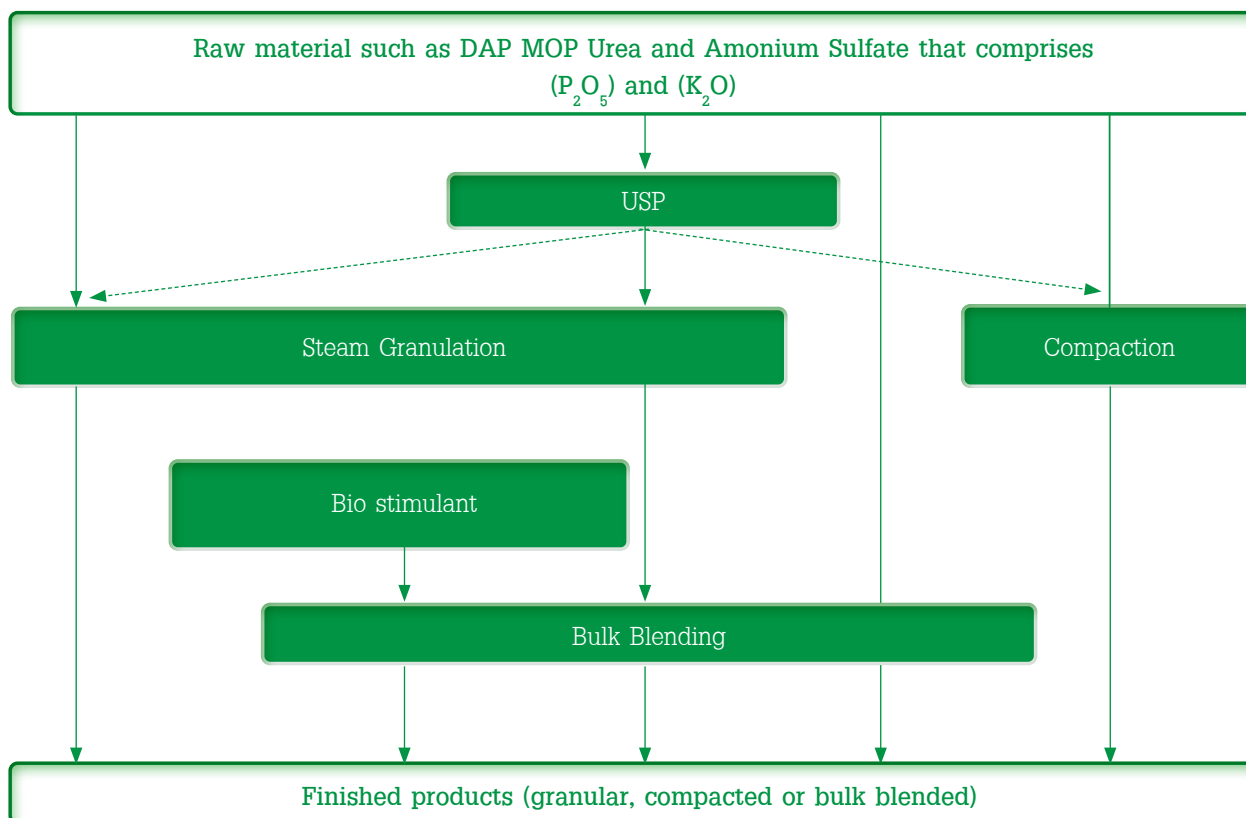 Raw material such as DAP MOP Urea and Amonium Sulfate that comprises
(P₂O₅) and (K₂O)
USP
Steam Granulation
Compaction
Bio stimulant
Bulk Blending
Finished products (granular, compacted or bulk blended)